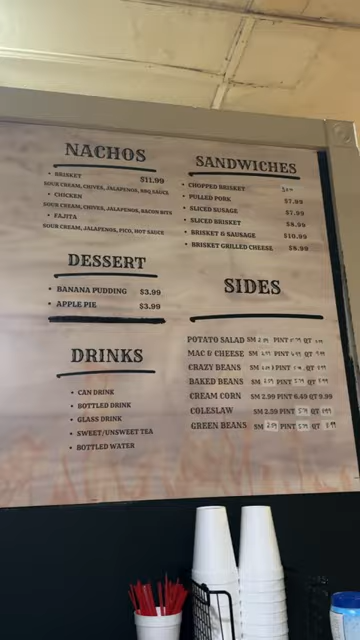 NACHOS
• BRISKET $11.99
SOUR CREAM, CHIVES, JALAPENOS, BBQ SAUCE
• CHICKEN
SOUR CREAM, CHIVES, JALAPENOS, BACON BITS
• FAJITA
SOUR CREAM, JALAPENOS, PICO, HOT SAUCE
DESSERT
• BANANA PUDDING $3.99
• APPLE PIE $3.99
DRINKS
• CAN DRINK
• BOTTLED DRINK
• GLASS DRINK
• SWEET/UNSWEET TEA
• BOTTLED WATER
SANDWICHES
• CHOPPED BRISKET
• PULLED PORK $7.99
• SLICED SUSAGE $7.99
• SLICED BRISKET $8.99
• BRISKET & SAUSAGE $10.99
• BRISKET GRILLED CHEESE $8.99
SIDES
POTATO SALAD SM PINT QT
MAC & CHEESE SM PINT QT
CRAZY BEANS SM PINT QT
BAKED BEANS SM PINT QT
CREAM CORN SM 2.99 PINT 6.49 QT 9.99
COLESLAW SM 2.59 PINT QT
GREEN BEANS SM PINT QT